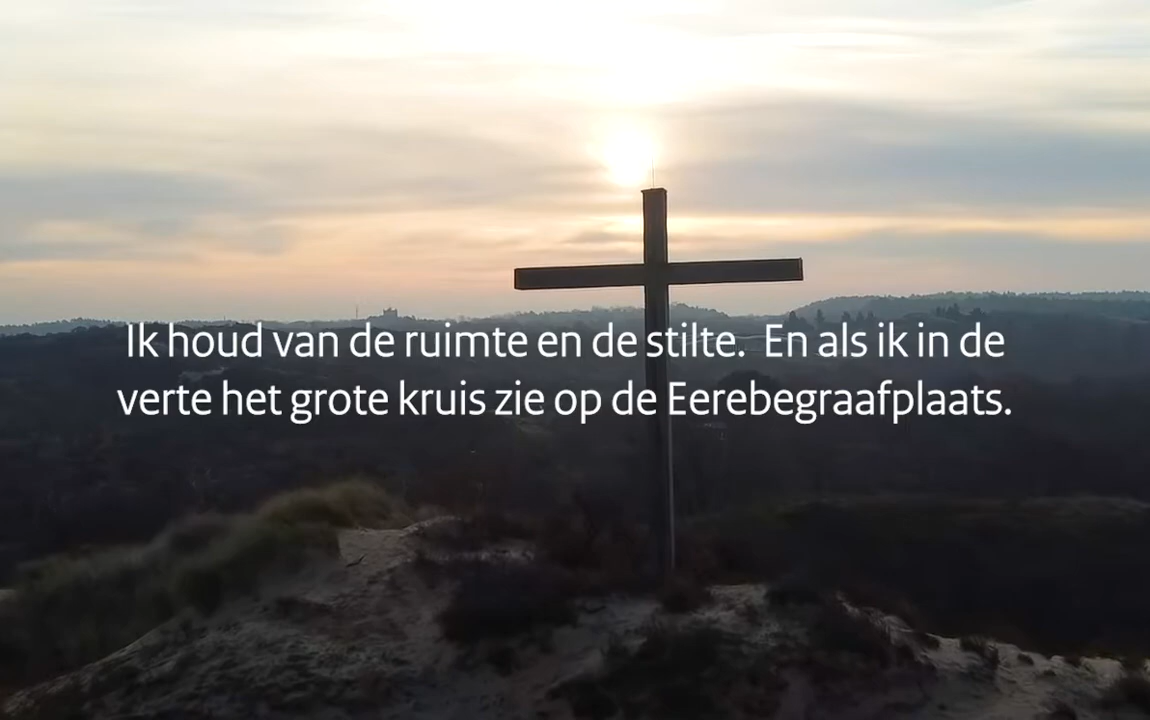 Ik houd van de ruimte en de stilte.  En als ik in de
verte het grote kruis zie op de Eerebegraafplaats.